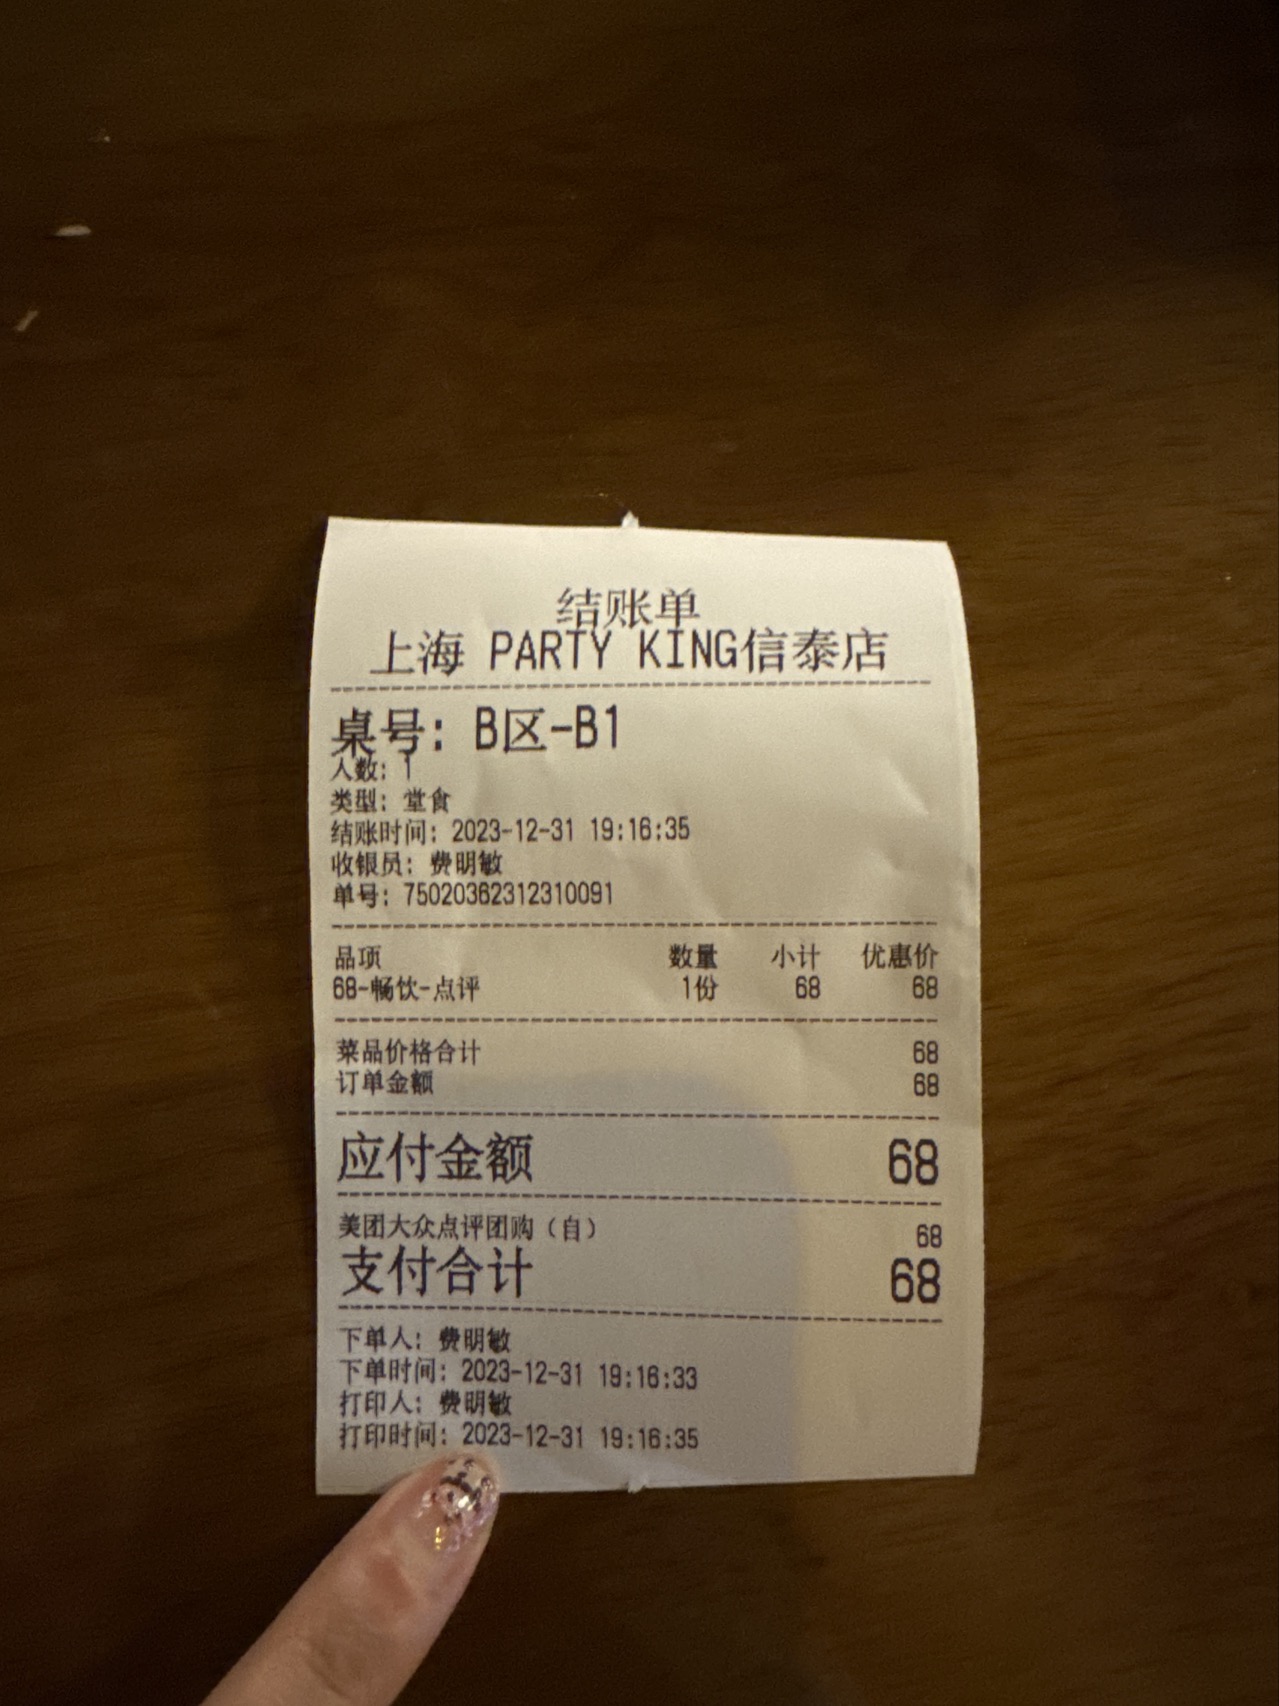 结账单
上海 PARTY KING信泰店
桌号: B区-B1
人数: 1
类型: 堂食
结账时间: 2023-12-31 19:16:35
收银员: 费明敏
单号: 75020362312310091
品项 数量 小计 优惠价
68-畅饮-点评 1份 68 68
菜品价格合计 68
订单金额 68
应付金额 68
美团大众点评团购(自) 68
支付合计 68
下单人: 费明敏
下单时间: 2023-12-31 19:16:33
打印人: 费明敏
打印时间: 2023-12-31 19:16:35